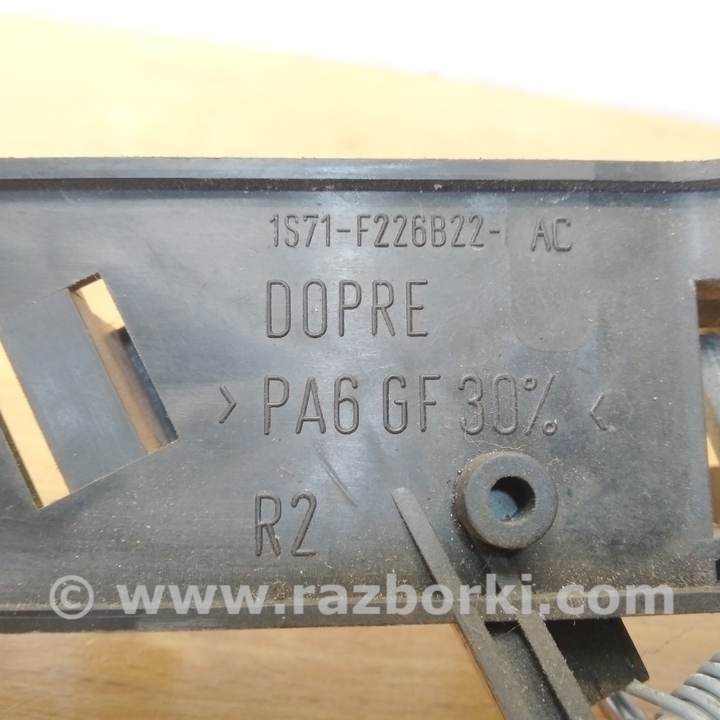 1S71-F226B22- AC
DOPRE
> PA6 GF 30% <
R2
© www.razborki.com